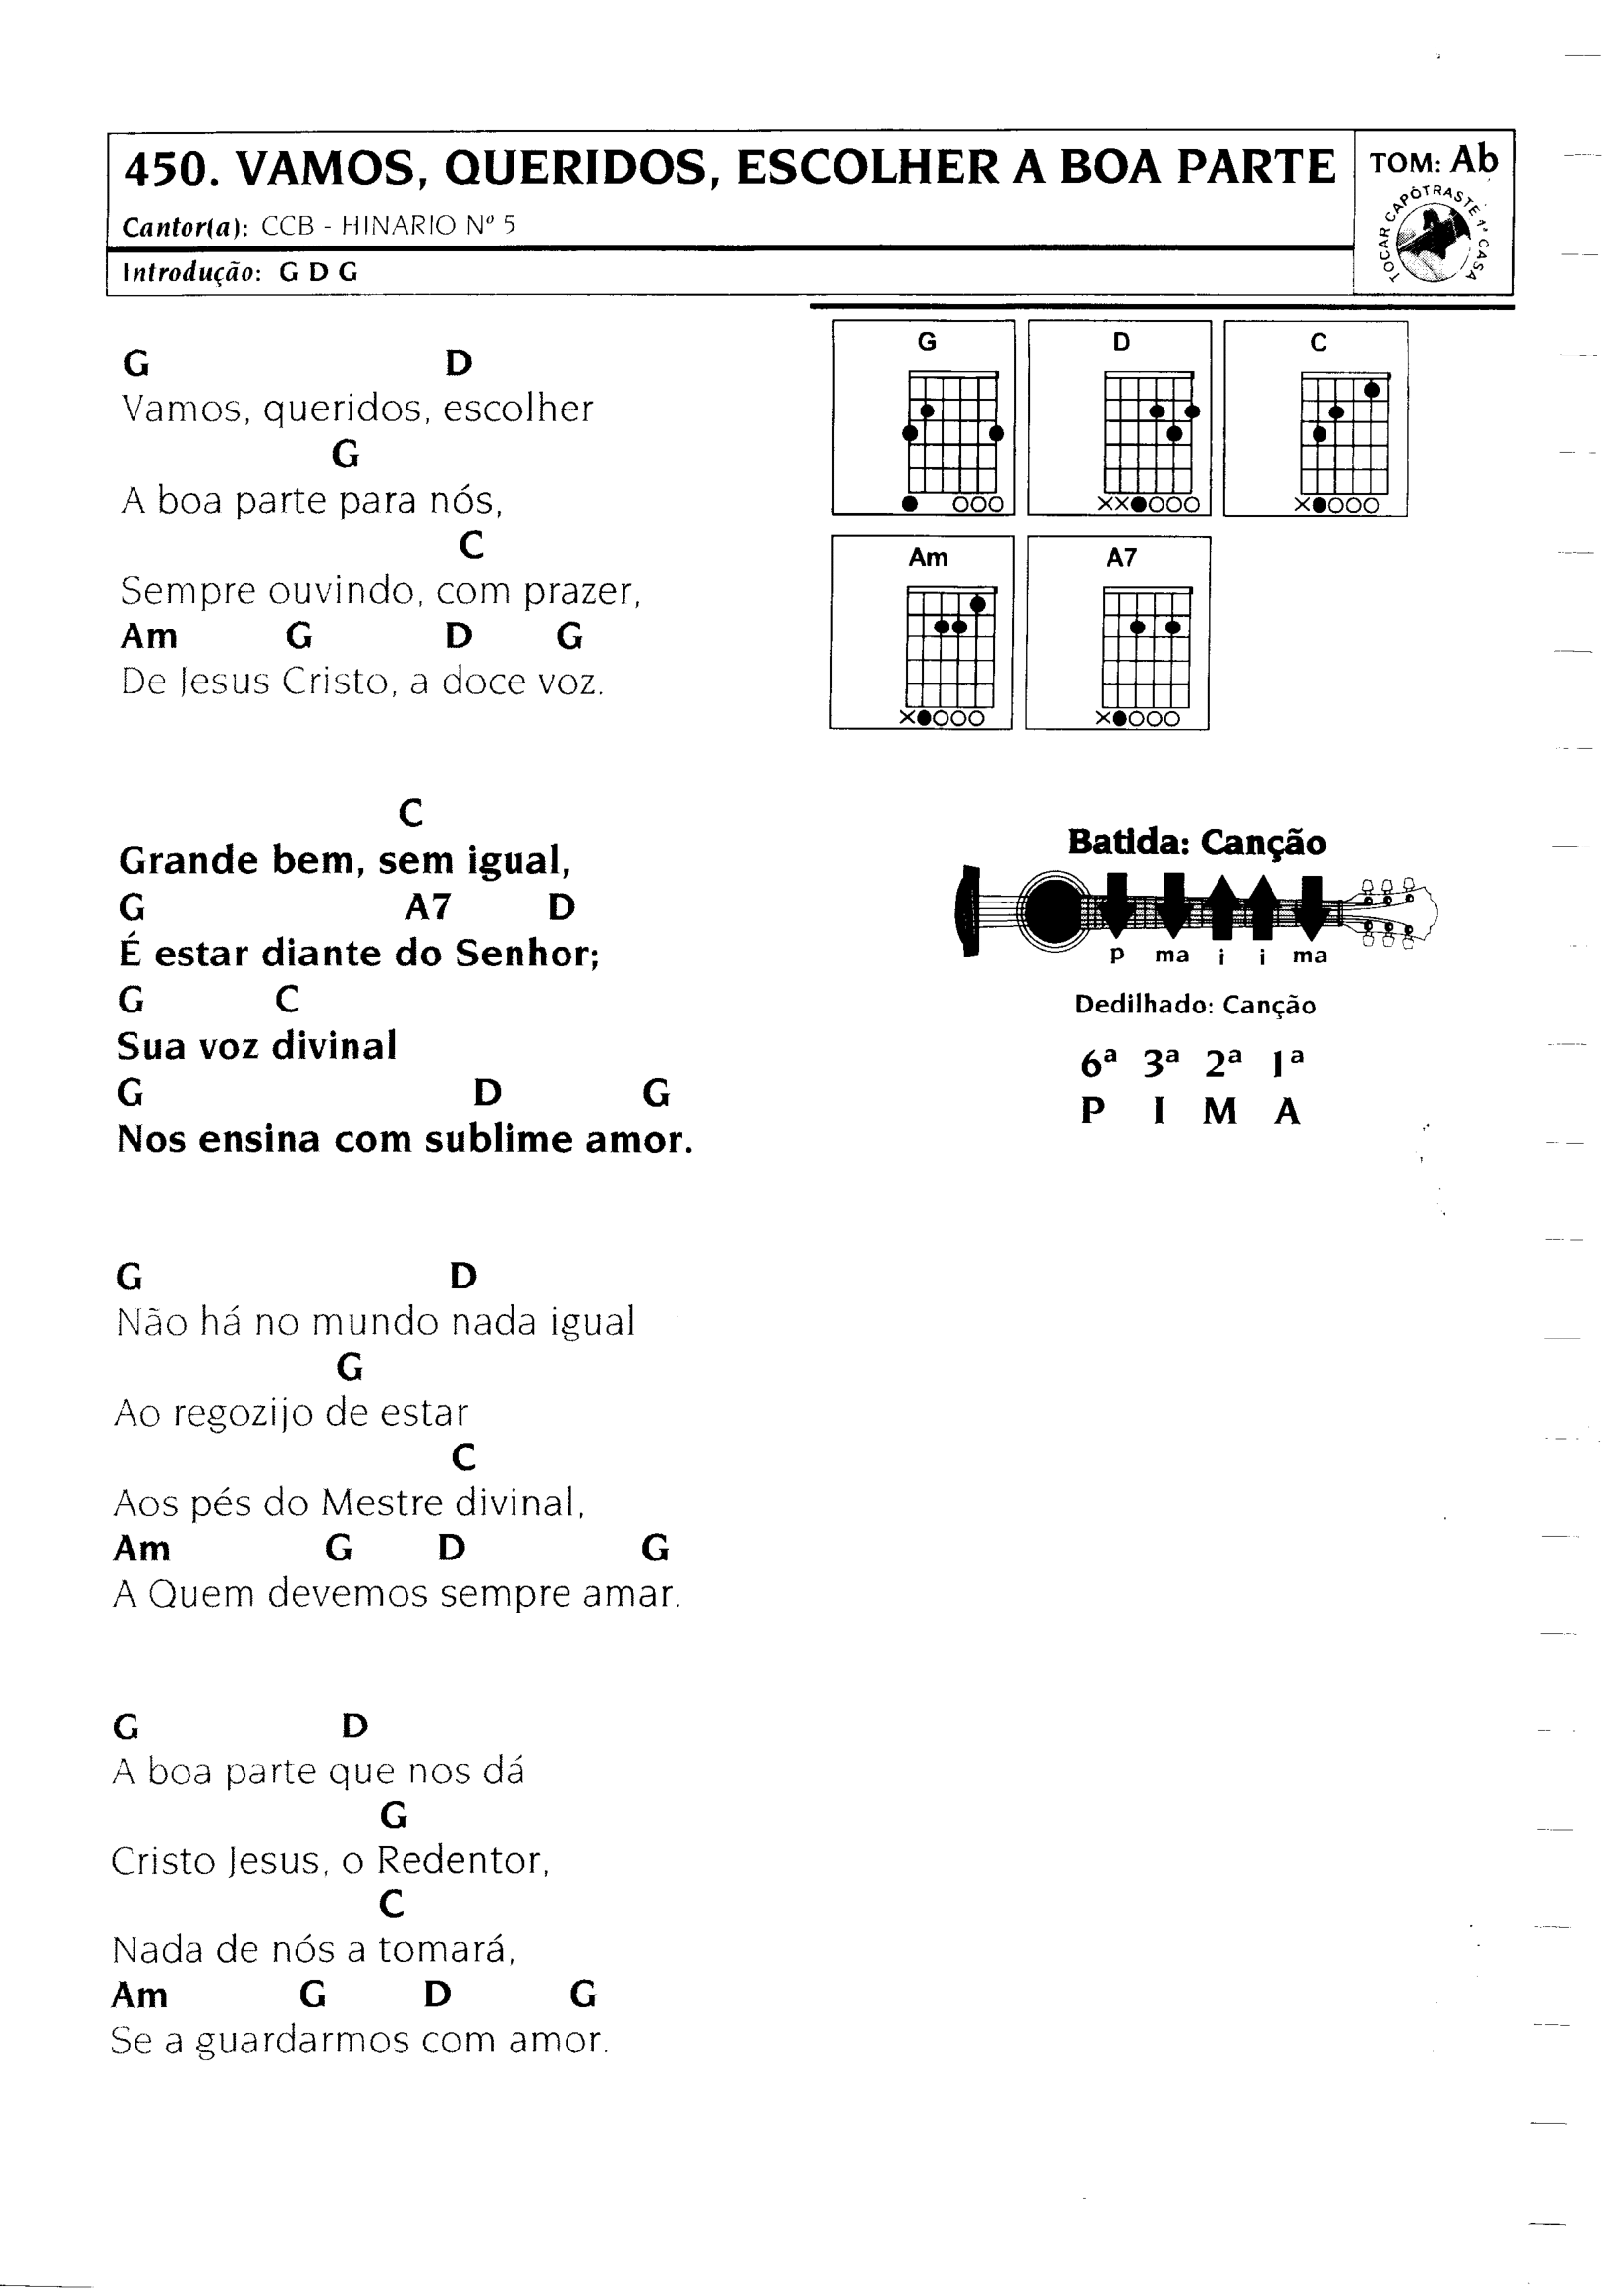 450. VAMOS, QUERIDOS, ESCOLHER A BOA PARTE
TOM: Ab
Cantor(a): CCB - HINARIO Nº 5
TOCAR CAPÓTRASTE 1ª CASA
Introdução: G D G
G D
Vamos, queridos, escolher
G
A boa parte para nós,
C
Sempre ouvindo, com prazer,
Am G D G
De Jesus Cristo, a doce voz.
C
Grande bem, sem igual,
G A7 D
É estar diante do Senhor;
G C
Sua voz divinal
G D G
Nos ensina com sublime amor.
G D
Não há no mundo nada igual
G
Ao regozijo de estar
C
Aos pés do Mestre divinal,
Am G D G
A Quem devemos sempre amar.
G D
A boa parte que nos dá
G
Cristo Jesus, o Redentor,
C
Nada de nós a tomará,
Am G D G
Se a guardarmos com amor.
G D C
Am A7
Batida: Canção
p ma i i ma
Dedilhado: Canção
6ª 3ª 2ª 1ª
P I M A